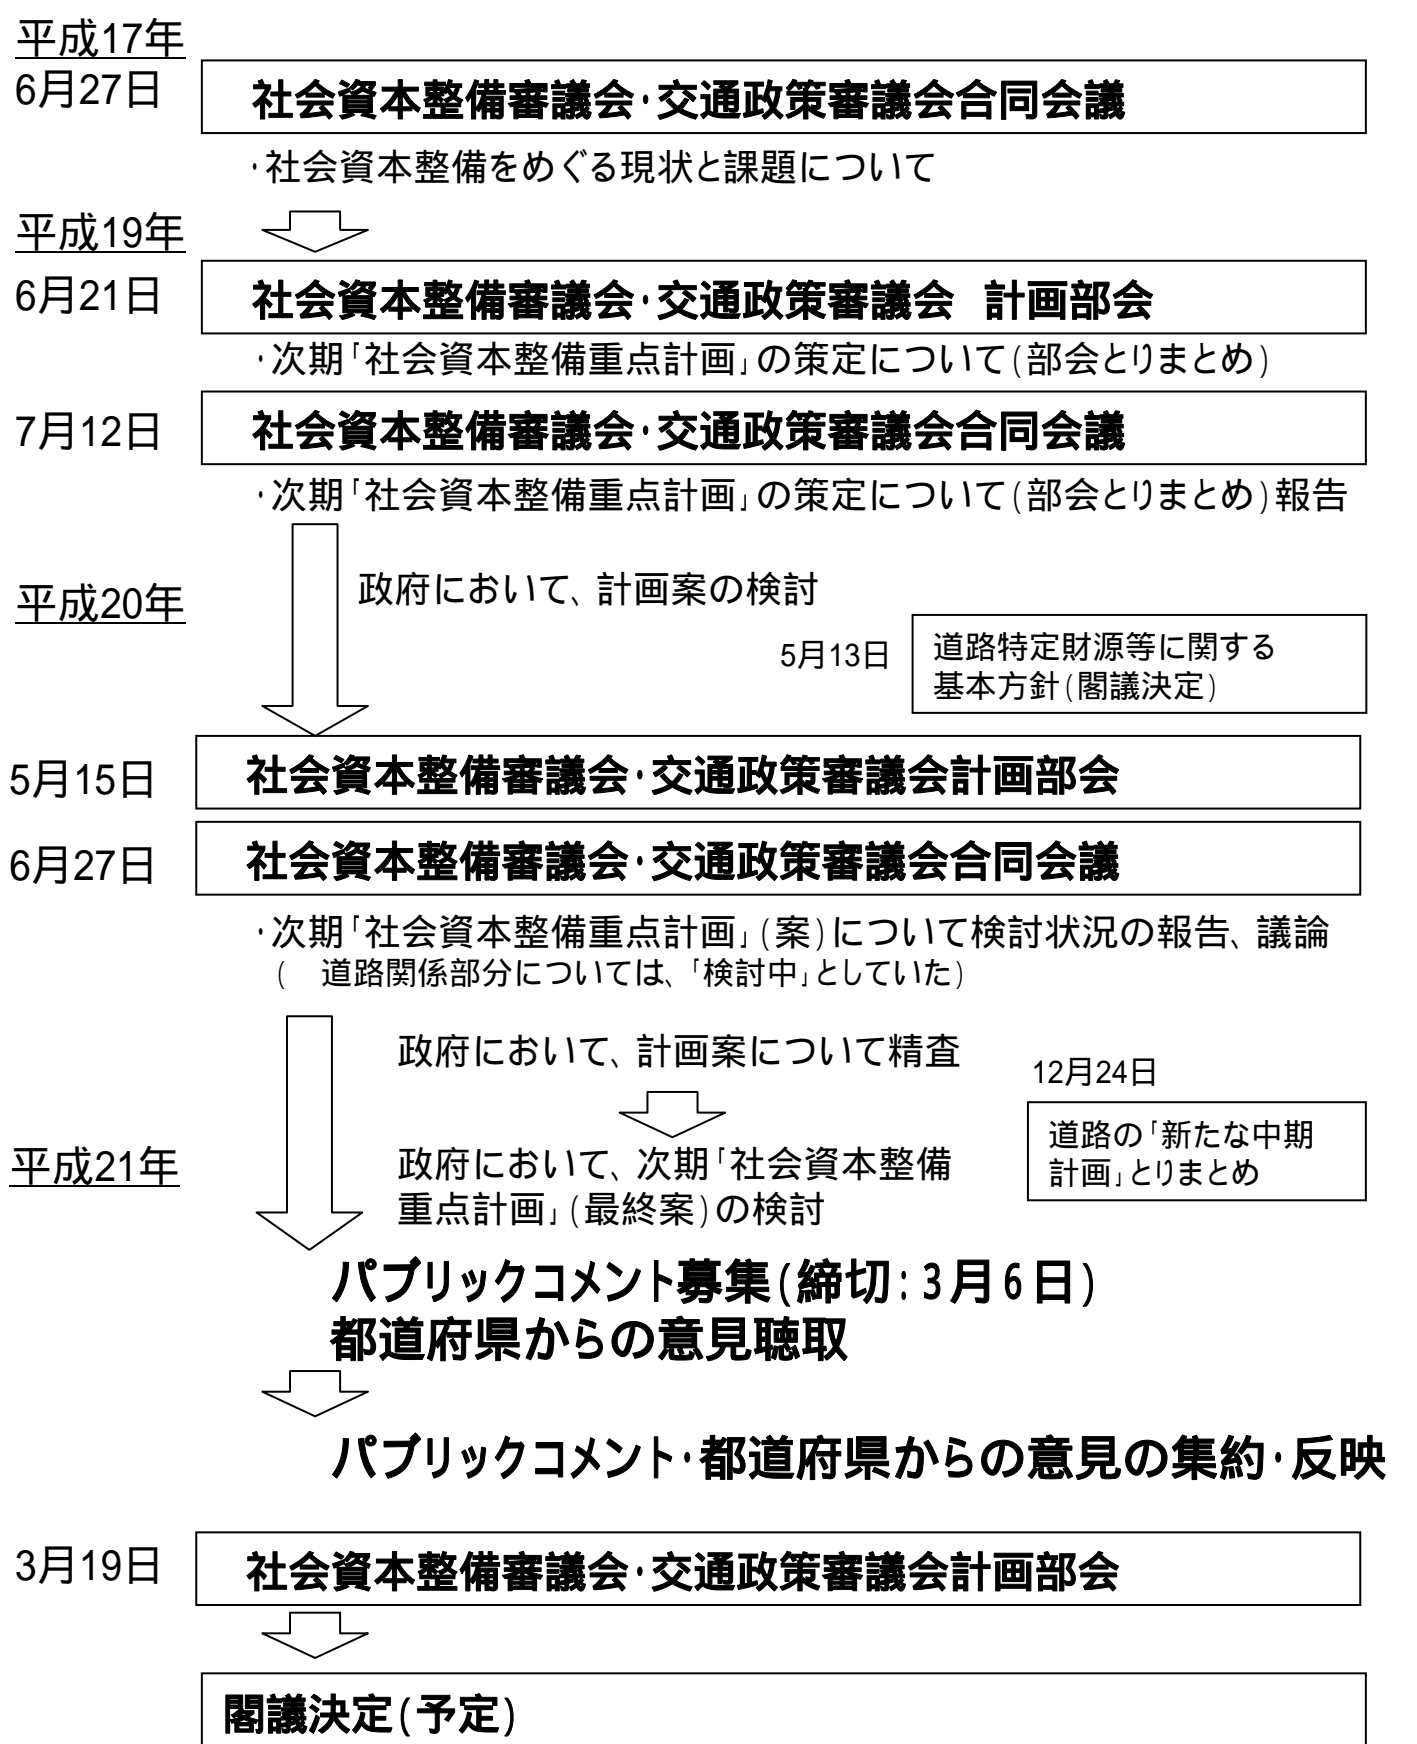 平成17年
6月27日
社会資本整備審議会・交通政策審議会合同会議
・社会資本整備をめぐる現状と課題について
平成19年
6月21日
社会資本整備審議会・交通政策審議会　計画部会
・次期「社会資本整備重点計画」の策定について(部会とりまとめ)
7月12日
社会資本整備審議会・交通政策審議会合同会議
・次期「社会資本整備重点計画」の策定について(部会とりまとめ)報告
政府において、計画案の検討
平成20年
5月13日
道路特定財源等に関する
基本方針(閣議決定)
5月15日
社会資本整備審議会・交通政策審議会計画部会
6月27日
社会資本整備審議会・交通政策審議会合同会議
・次期「社会資本整備重点計画」(案)について検討状況の報告、議論
(　道路関係部分については、「検討中」としていた)
政府において、計画案について精査
12月24日
道路の「新たな中期
計画」とりまとめ
平成21年
政府において、次期「社会資本整備
重点計画」(最終案)の検討
パブリックコメント募集(締切:3月6日)
都道府県からの意見聴取
パブリックコメント・都道府県からの意見の集約・反映
3月19日
社会資本整備審議会・交通政策審議会計画部会
閣議決定(予定)